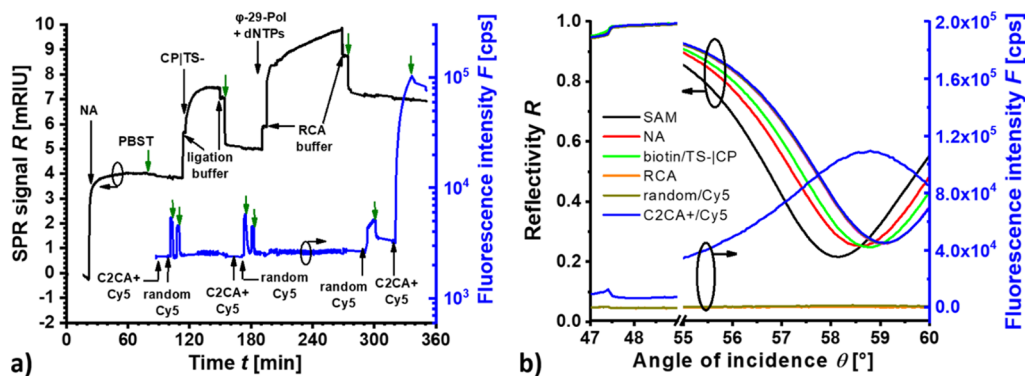 φ-29-Pol
+ dNTPs
CP|TS-
NA
PBST
ligation
buffer
RCA
buffer
C2CA+
Cy5
random
Cy5
C2CA+
Cy5
random
Cy5
random
Cy5
C2CA+
Cy5
SPR signal R [mRIU]
10
9
8
7
6
5
4
3
2
1
0
-1
-2
0
60
120
180
240
300
360
Time t [min]
10⁵
10⁴
10³
Fluorescence intensity F [cps]
a)
Reflectivity R
1.0
0.8
0.6
0.4
0.2
0.0
SAM
NA
biotin/TS-|CP
RCA
random/Cy5
C2CA+/Cy5
47
48
55
56
57
58
59
60
Angle of incidence θ [°]
2.0x10⁵
1.6x10⁵
1.2x10⁵
8.0x10⁴
4.0x10⁴
0.0
Fluorescence intensity F [cps]
b)